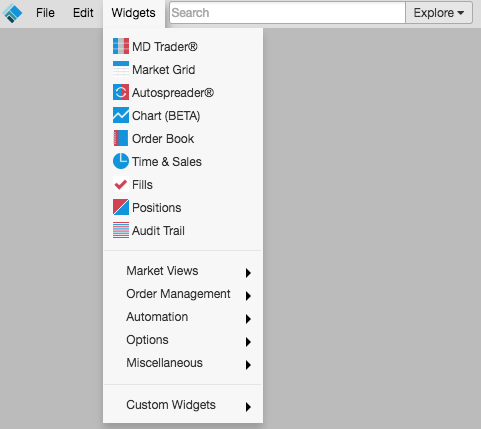 File Edit Widgets Search Explore
MD Trader®
Market Grid
Autospreader®
Chart (BETA)
Order Book
Time & Sales
Fills
Positions
Audit Trail
Market Views
Order Management
Automation
Options
Miscellaneous
Custom Widgets